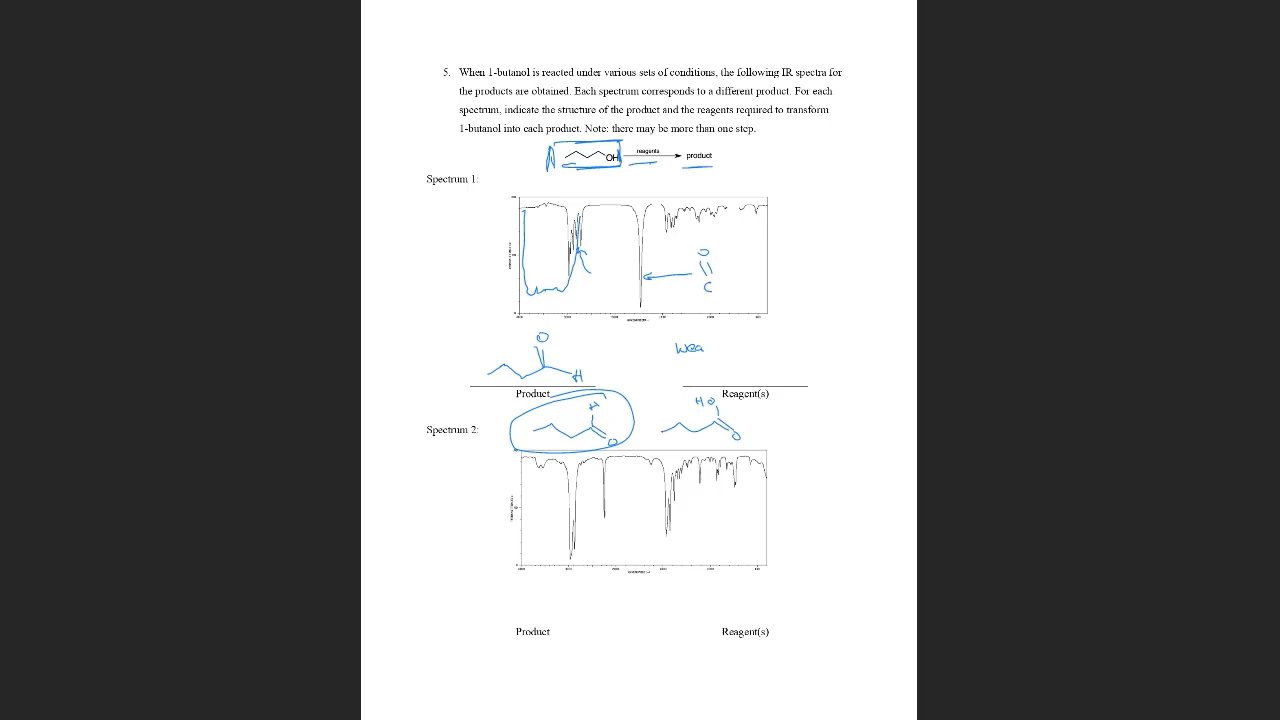 5. When 1-butanol is reacted under various sets of conditions, the following IR spectra for
the products are obtained. Each spectrum corresponds to a different product. For each
spectrum, indicate the structure of the product and the reagents required to transform
1-butanol into each product. Note: there may be more than one step.
OH reagents product
Spectrum 1:
O
C
O
H
Wea
Product Reagent(s)
H O
HO
O
Spectrum 2:
Product Reagent(s)